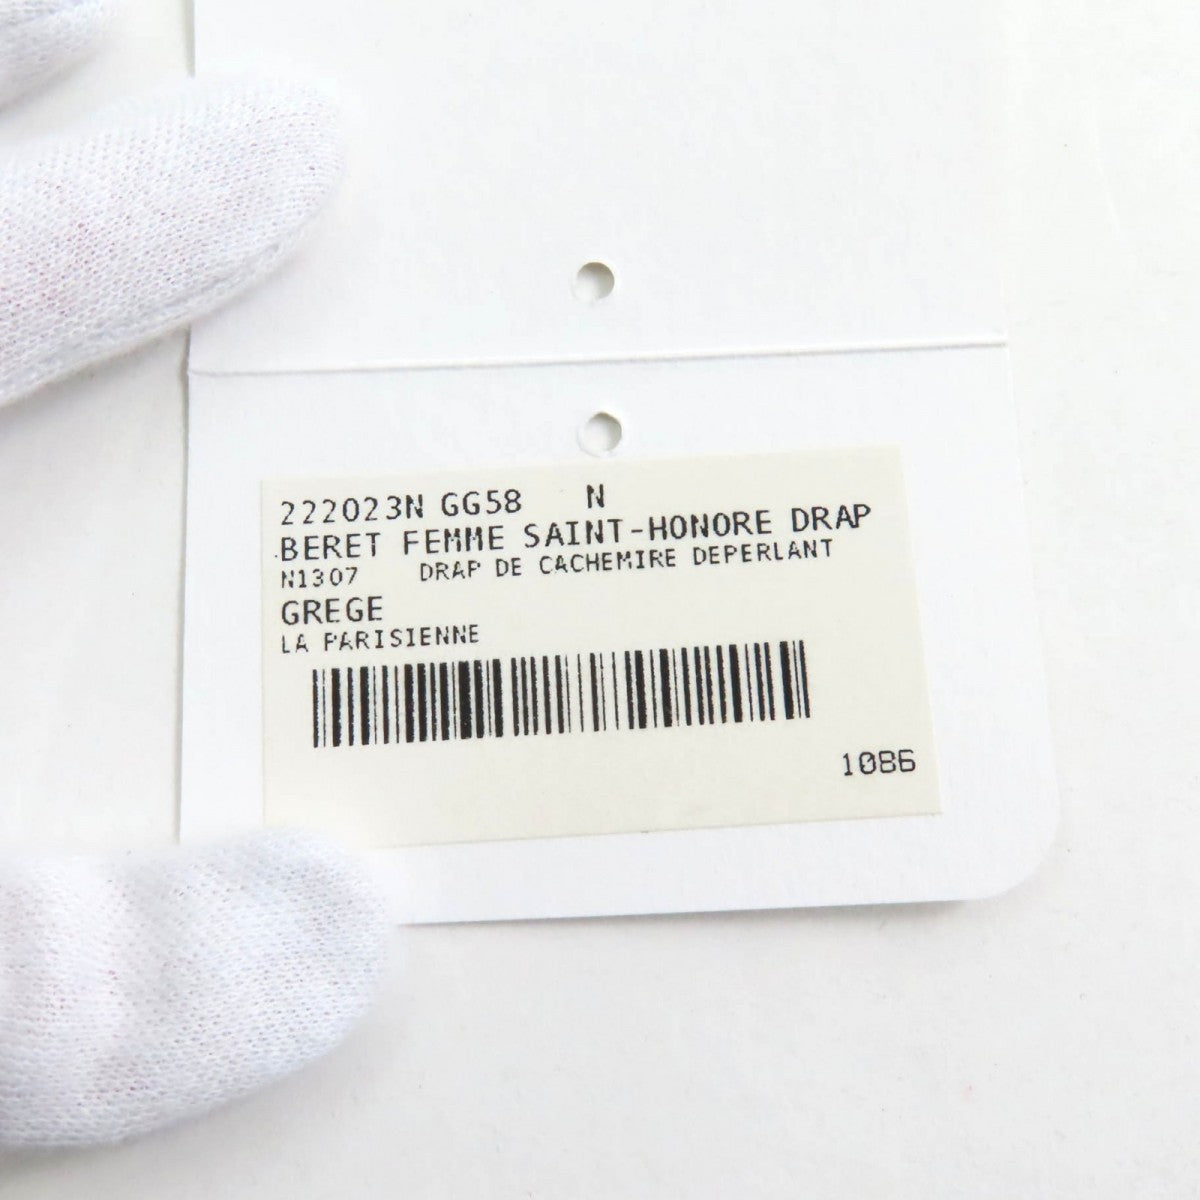 222023N GG58 N
BERET FEMME SAINT-HONORE DRAP
N1307 DRAP DE CACHEMIRE DEPERLANT
GREGE
LA PARISIENNE
1086